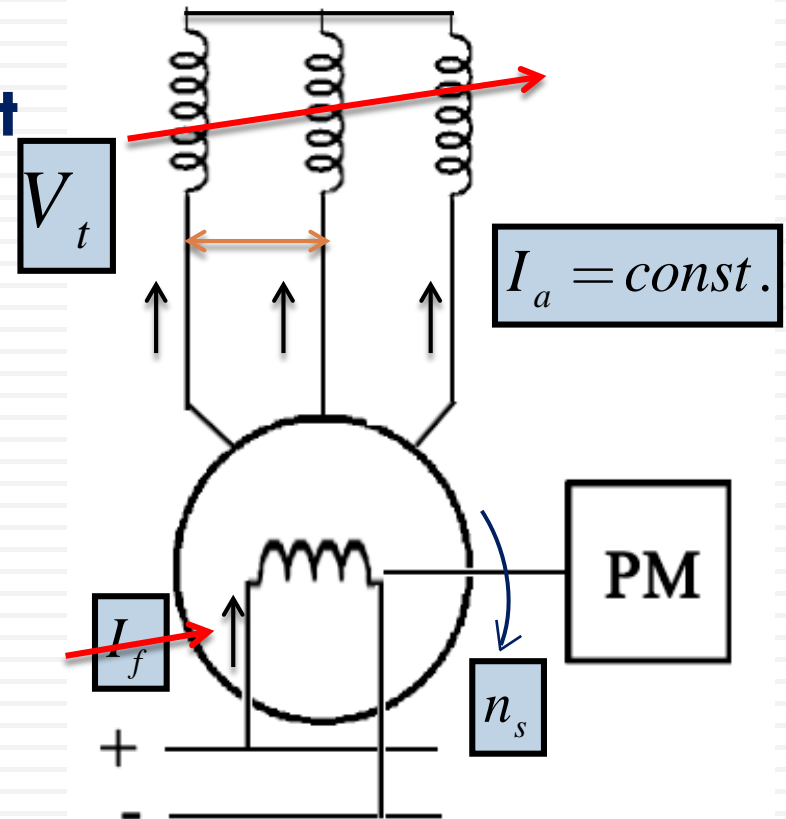 t
V_t
I_a = const.
PM
I_f
n_s
+
-